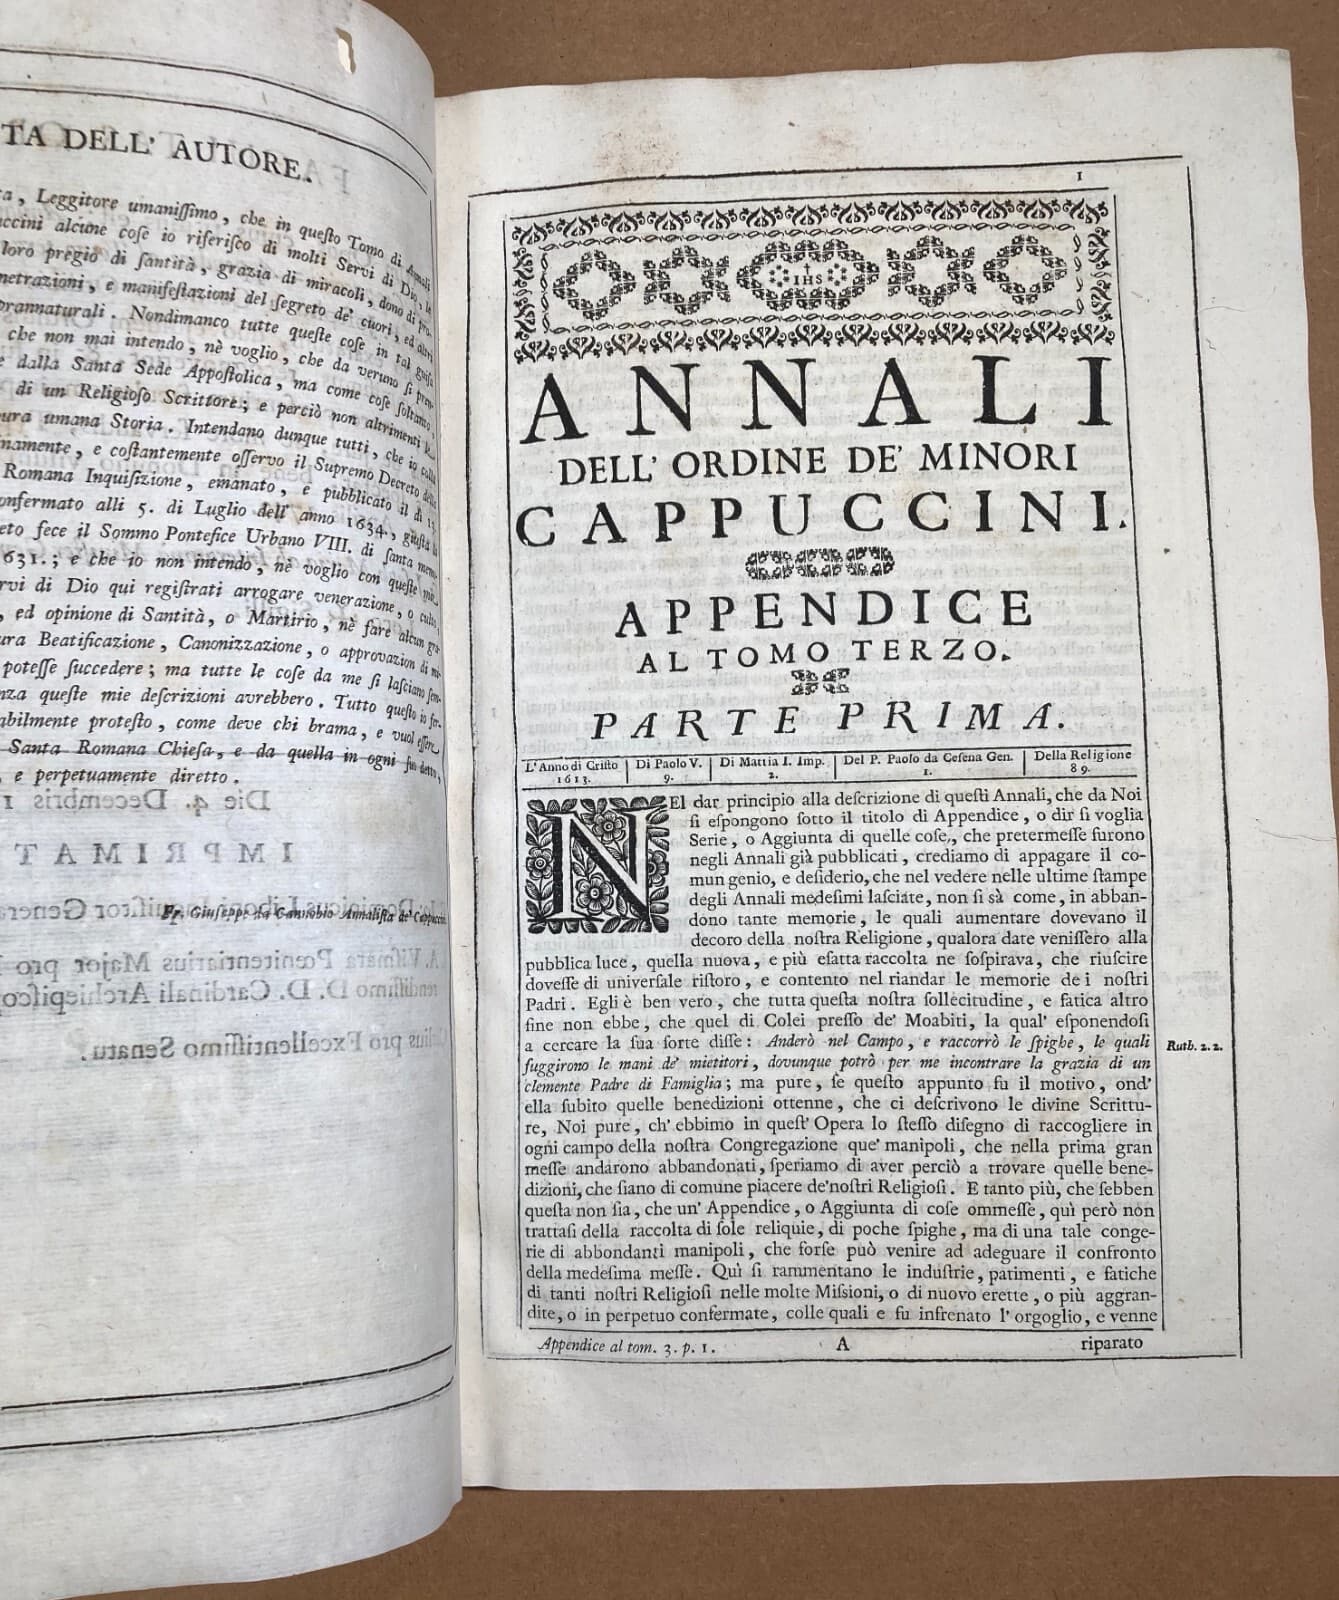 TA DELL' AUTORE.
, Leggitore umaniſſimo, che in queſto Tomo di Annali
ccini alcune coſe io riferiſco di molti Servi di Dio, le
loro pregio di ſantità, grazia di miracoli, dono di pro-
netrazioni, e manifeſtazioni del ſegreto de' cuori, ed altri
prannaturali. Nondimanco tutte queſte coſe in tal guiſa
che non mai intendo, nè voglio, che da veruno ſi pren-
dalla Santa Sede Appoſtolica, ma come coſe ſoltanto
di un Religioſo Scrittore; e perciò non altrimenti
ura umana Storia. Intendano dunque tutti, che io colla
namente, e coſtantemente oſſervo il Supremo Decreto della
Romana Inquiſizione, emanato, e pubblicato il dì 13.
onfermato alli 5. di Luglio dell' anno 1634., giuſta la
eto fece il Sommo Pontefice Urbano VIII. di ſanta mem.
631.; e che io non intendo, nè voglio con queſte mie
rvi di Dio qui regiſtrati arrogare venerazione, o culto,
, ed opinione di Santità, o Martirio, nè fare alcun gra-
ura Beatificazione, Canonizzazione, o approvazion di mi-
poteſſe ſuccedere; ma tutte le coſe da me ſi laſciano ſem-
nza queſte mie deſcrizioni avrebbero. Tutto queſto io fer-
abilmente proteſto, come deve chi brama, e vuol eſſere
Santa Romana Chieſa, e da quella in ogni ſuo detto,
, e perpetuamente diretto.
Fr. Giuseppe da Cannobio Annaliſta de' Cappuccini
1
IHS
ANNALI
DELL' ORDINE DE' MINORI
CAPPUCCINI.
APPENDICE
AL TOMO TERZO.
PARTE PRIMA.
L'Anno di Criſto 1613. Di Paolo V. 9. Di Mattia I. Imp. 2. Del P. Paolo da Ceſena Gen. 1. Della Religione 89.
NEl dar principio alla deſcrizione di queſti Annali, che da Noi
ſi eſpongono ſotto il titolo di Appendice, o dir ſi voglia
Serie, o Aggiunta di quelle coſe, che pretermeſſe furono
negli Annali già pubblicati, crediamo di appagare il co-
mun genio, e deſiderio, che nel vedere nelle ultime ſtampe
degli Annali medeſimi laſciate, non ſi sà come, in abban-
dono tante memorie, le quali aumentare dovevano il
decoro della noſtra Religione, qualora date veniſſero alla
pubblica luce, quella nuova, e più eſatta raccolta ne ſoſpirava, che riuſcire
doveſſe di univerſale riſtoro, e contento nel riandar le memorie de i noſtri
Padri. Egli è ben vero, che tutta queſta noſtra ſollecitudine, e fatica altro
fine non ebbe, che quel di Colei preſſo de' Moabiti, la qual' eſponendoſi
a cercare la ſua ſorte diſſe: Anderò nel Campo, e raccorrò le ſpighe, le quali
fuggirono le mani de' mietitori, dovunque potrò per me incontrare la grazia di un
clemente Padre di Famiglia; ma pure, ſe queſto appunto fu il motivo, ond'
ella ſubito quelle benedizioni ottenne, che ci deſcrivono le divine Scrittu-
re, Noi pure, ch' ebbimo in queſt' Opera lo ſteſſo diſegno di raccogliere in
ogni campo della noſtra Congregazione que' manipoli, che nella prima gran
meſſe andarono abbandonati, ſperiamo di aver perciò a trovare quelle bene-
dizioni, che ſiano di comune piacere de'noſtri Religioſi. E tanto più, che ſebben
queſta non ſia, che un' Appendice, o Aggiunta di coſe ommeſſe, quì però non
trattaſi della raccolta di ſole reliquie, di poche ſpighe, ma di una tale conge-
rie di abbondanti manipoli, che forſe può venire ad adeguare il confronto
della medeſima meſſe. Quì ſi rammentano le induſtrie, patimenti, e fatiche
di tanti noſtri Religioſi nelle molte Miſſioni, o di nuovo erette, o più aggran-
dite, o in perpetuo confermate, colle quali e fu infrenato l' orgoglio, e venne
Ruth. 2. 2.
Appendice al tom. 3. p. 1. A riparato